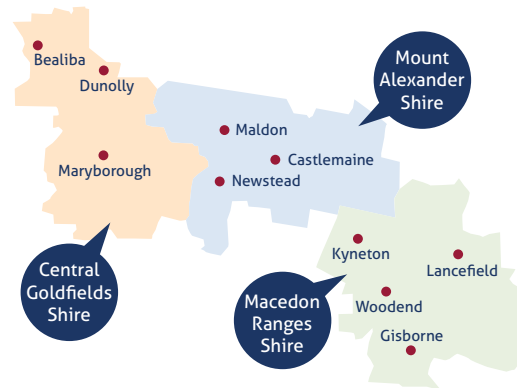 Bealiba
Dunolly
Mount
Alexander
Shire
Maldon
Castlemaine
Maryborough
Newstead
Kyneton
Lancefield
Central
Goldfields
Shire
Macedon
Ranges
Shire
Woodend
Gisborne